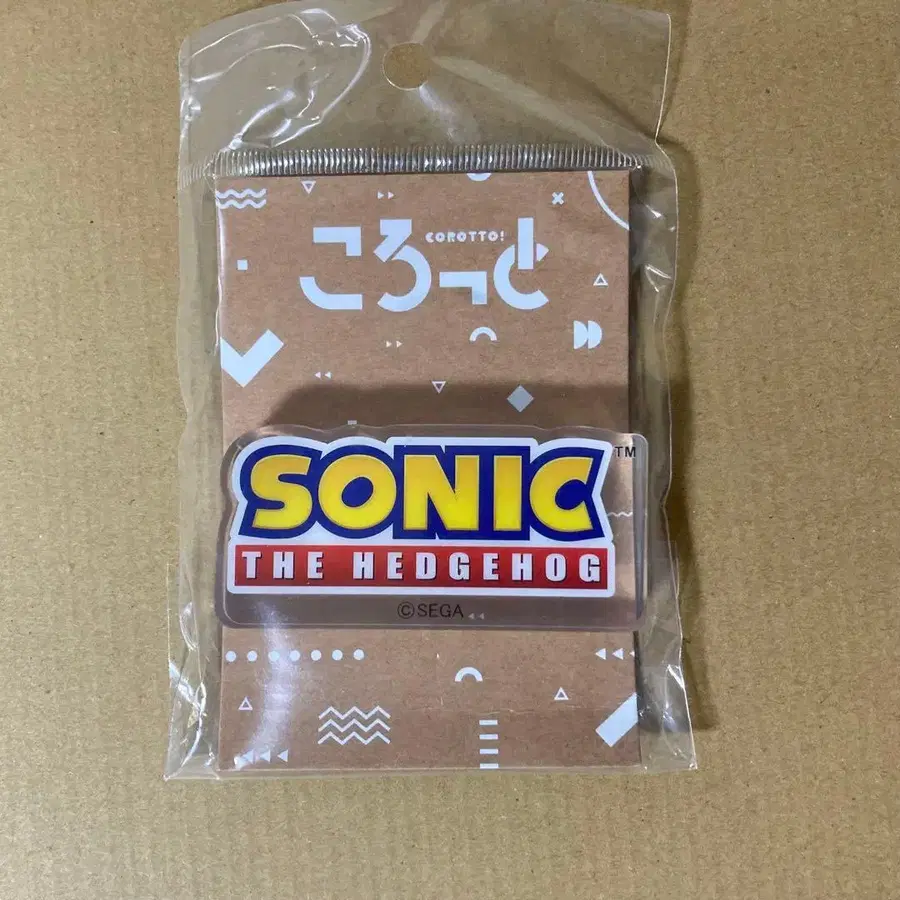 COROTTO!
ころっと
SONIC
TM
THE HEDGEHOG
©SEGA